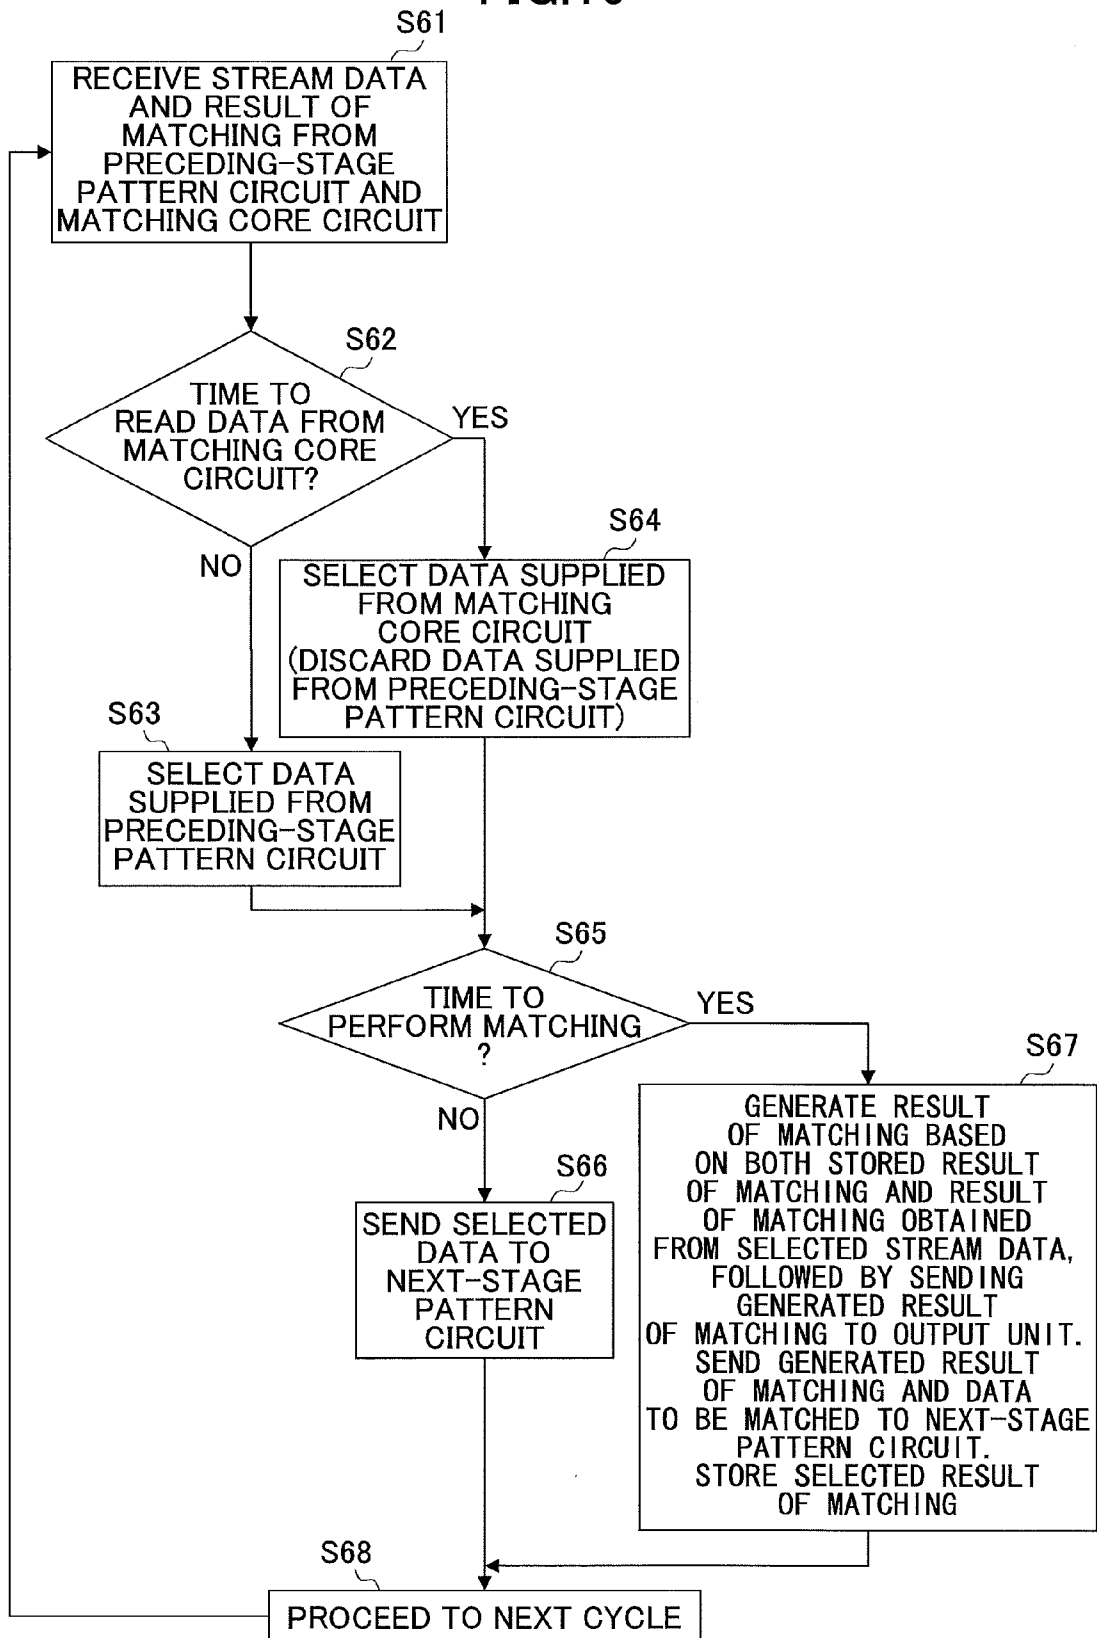 S61
RECEIVE STREAM DATA
AND RESULT OF
MATCHING FROM
PRECEDING-STAGE
PATTERN CIRCUIT AND
MATCHING CORE CIRCUIT
S62
TIME TO
READ DATA FROM
MATCHING CORE
CIRCUIT?
YES
NO
S64
SELECT DATA SUPPLIED
FROM MATCHING
CORE CIRCUIT
(DISCARD DATA SUPPLIED
FROM PRECEDING-STAGE
PATTERN CIRCUIT)
S63
SELECT DATA
SUPPLIED FROM
PRECEDING-STAGE
PATTERN CIRCUIT
S65
TIME TO
PERFORM MATCHING
?
YES
NO
S67
GENERATE RESULT
OF MATCHING BASED
ON BOTH STORED RESULT
OF MATCHING AND RESULT
OF MATCHING OBTAINED
FROM SELECTED STREAM DATA,
FOLLOWED BY SENDING
GENERATED RESULT
OF MATCHING TO OUTPUT UNIT.
SEND GENERATED RESULT
OF MATCHING AND DATA
TO BE MATCHED TO NEXT-STAGE
PATTERN CIRCUIT.
STORE SELECTED RESULT
OF MATCHING
S66
SEND SELECTED
DATA TO
NEXT-STAGE
PATTERN
CIRCUIT
S68
PROCEED TO NEXT CYCLE